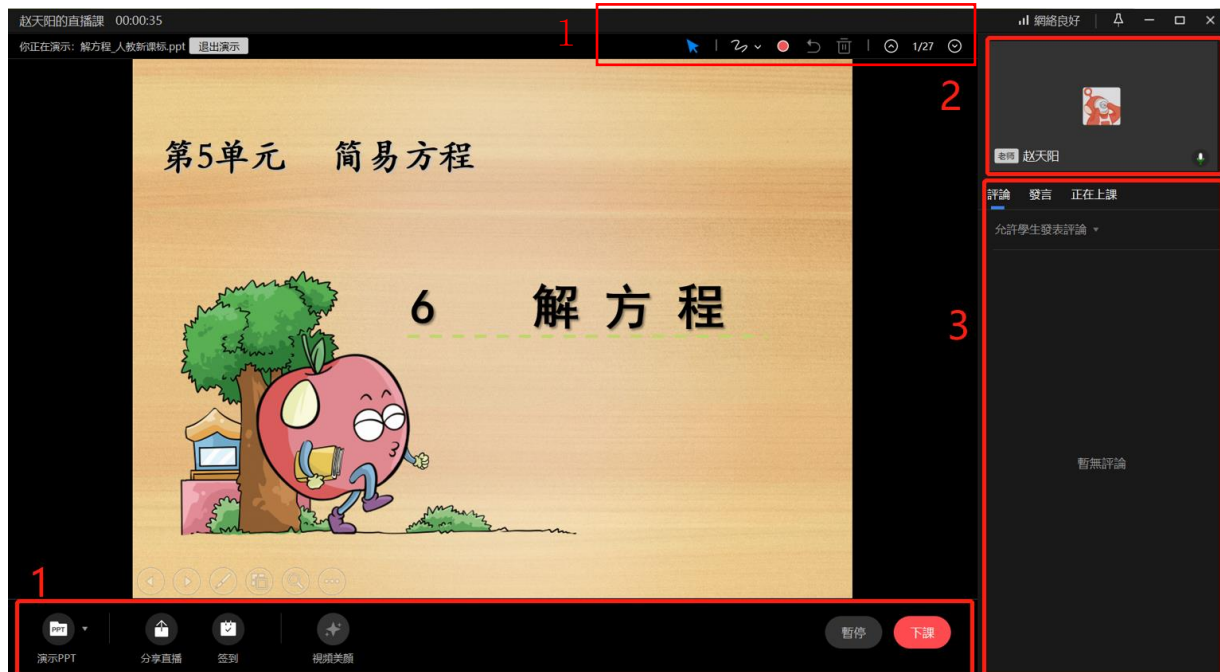 赵天阳的直播課 00:00:35
網絡良好
你正在演示: 解方程_人教新课标.ppt 退出演示
1
1/27
2
第5单元 简易方程
老师 赵天阳
評論 發言 正在上課
允許學生發表評論
6 解方程
3
暫無評論
1
PPT
演示PPT 分享直播 签到 視頻美顏
暫停 下課